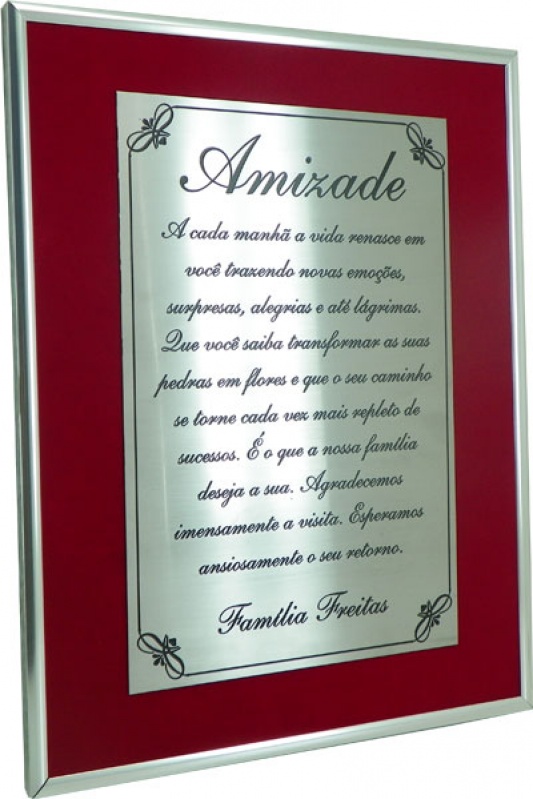 Amizade
A cada manhã a vida renasce em
você trazendo novas emoções,
surpresas, alegrias e até lágrimas.
Que você saiba transformar as suas
pedras em flores e que o seu caminho
se torne cada vez mais repleto de
sucessos. É o que a nossa família
deseja a sua. Agradecemos
imensamente a visita. Esperamos
ansiosamente o seu retorno.
Família Freitas